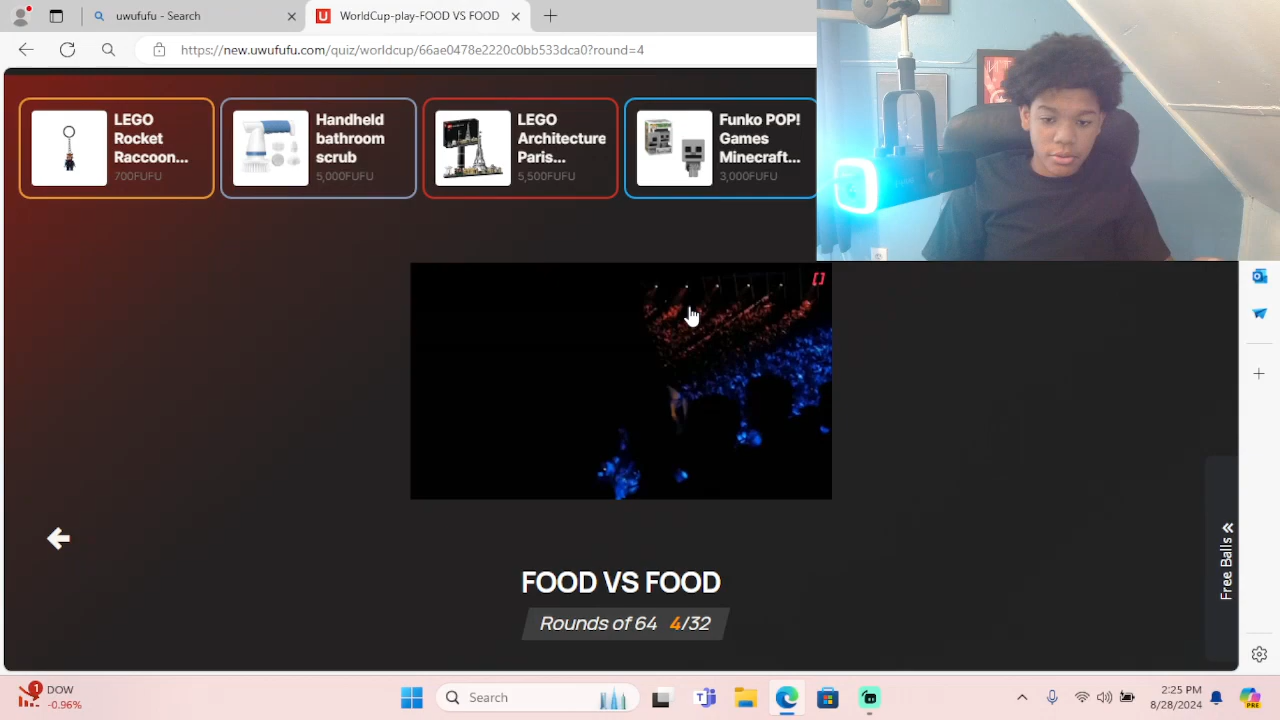 uwufufu - Search
WorldCup-play-FOOD VS FOOD
https://new.uwufufu.com/quiz/worldcup/66ae0478e2220c0bb533dca0?round=4
LEGO
Rocket
Raccoon...
700FUFU
Handheld
bathroom
scrub
5,000FUFU
LEGO
Architecture
Paris...
5,500FUFU
Funko POP!
Games
Minecraft...
3,000FUFU
Free Balls
FOOD VS FOOD
Rounds of 64 4/32
1
DOW
-0.96%
Search
2:25 PM
8/28/2024
PRE